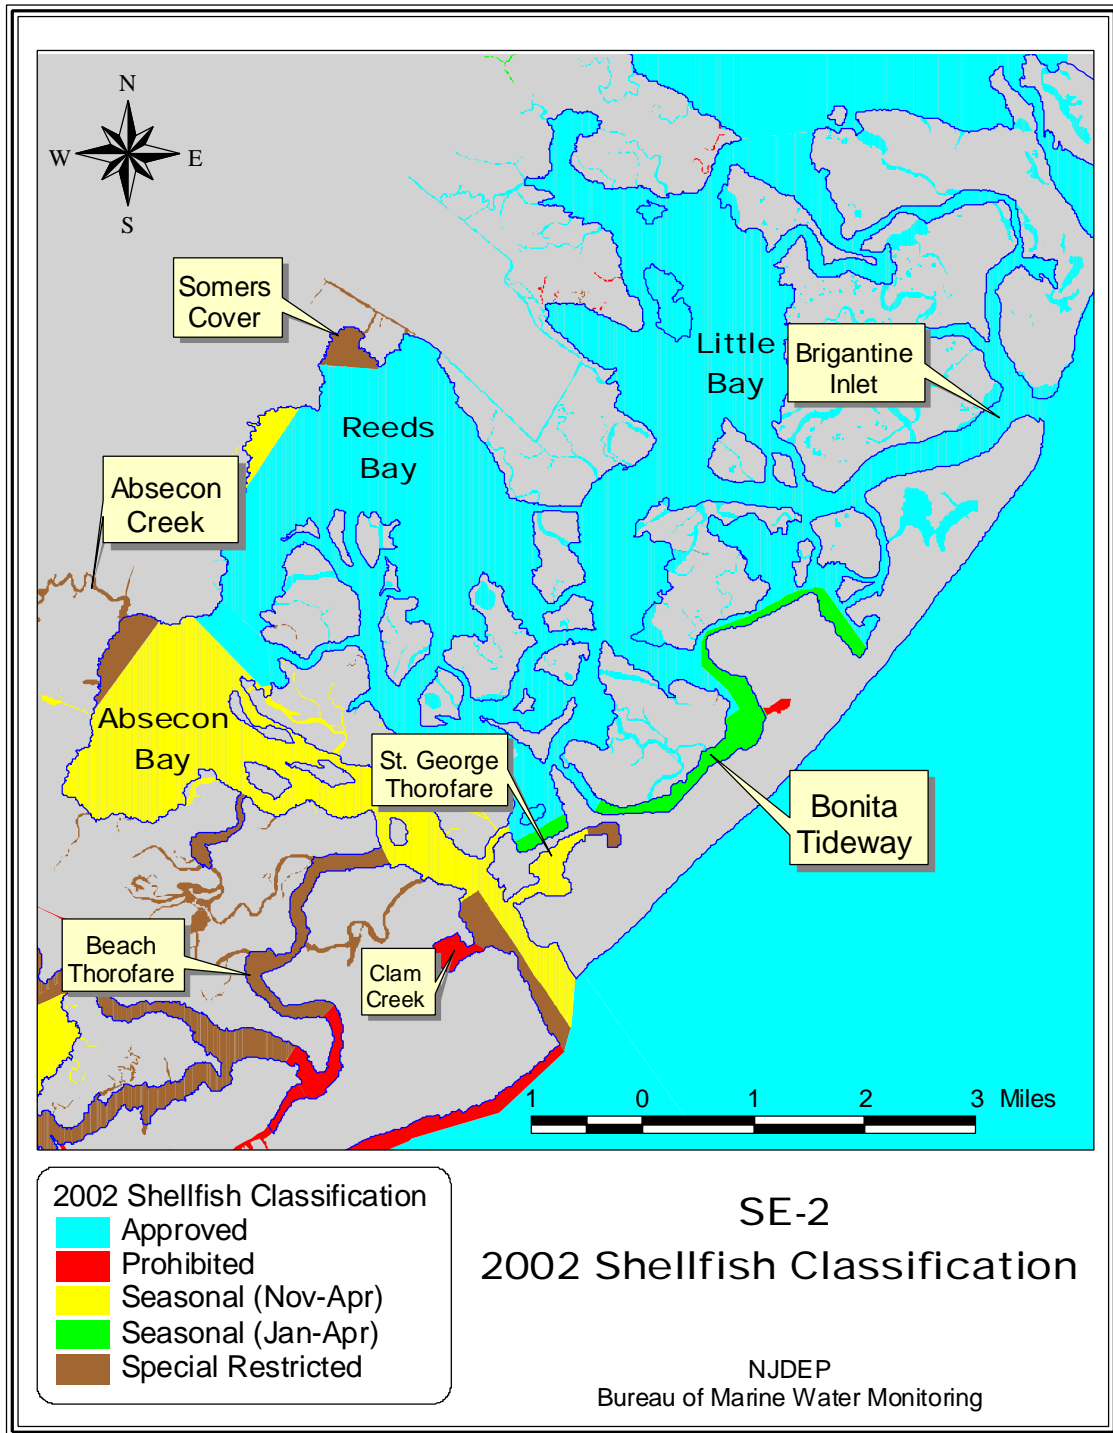 N
W
E
S
Somers
Cover
Little
Bay
Brigantine
Inlet
Reeds
Bay
Absecon
Creek
Absecon
Bay
St. George
Thorofare
Bonita
Tideway
Beach
Thorofare
Clam
Creek
1 0 1 2 3 Miles
2002 Shellfish Classification
Approved
Prohibited
Seasonal (Nov-Apr)
Seasonal (Jan-Apr)
Special Restricted
SE-2
2002 Shellfish Classification
NJDEP
Bureau of Marine Water Monitoring